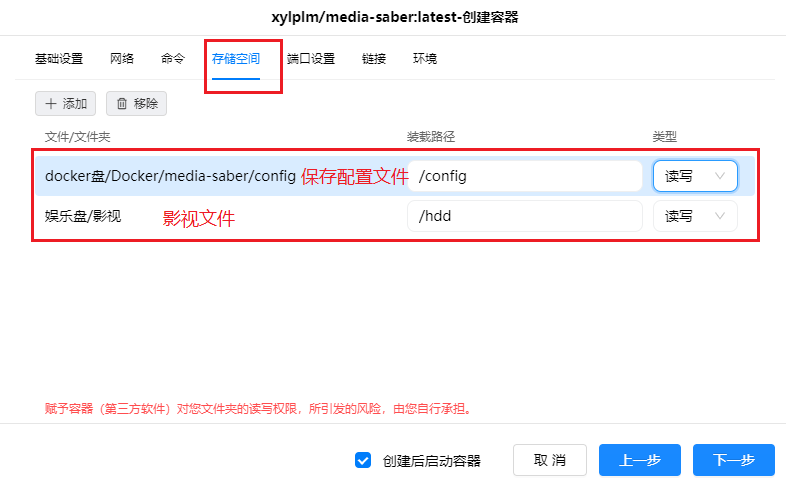 xylplm/media-saber:latest-创建容器
基础设置 网络 命令 存储空间 端口设置 链接 环境
添加 移除
文件/文件夹 装载路径 类型
docker盘/Docker/media-saber/config 保存配置文件 /config 读写
娱乐盘/影视 影视文件 /hdd 读写
赋予容器（第三方软件）对您文件夹的读写权限，所引发的风险，由您自行承担。
创建后启动容器 取 消 上一步 下一步